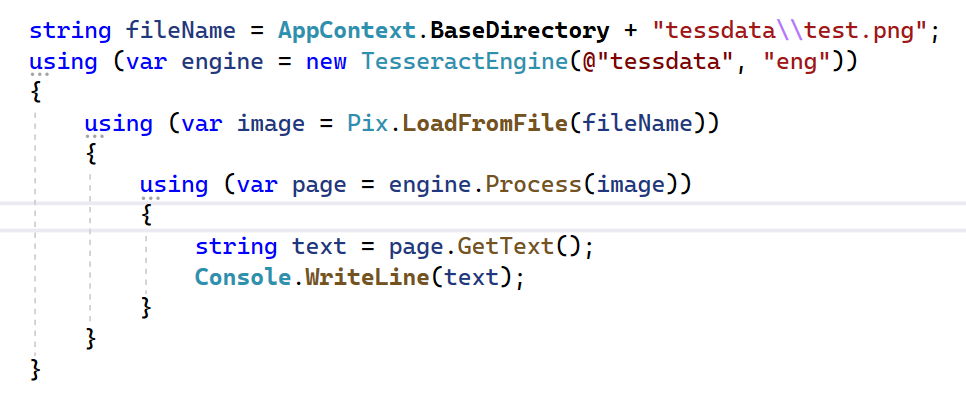 string fileName = AppContext.BaseDirectory + "tessdata\\test.png";
using (var engine = new TesseractEngine(@"tessdata", "eng"))
{
    using (var image = Pix.LoadFromFile(fileName))
    {
        using (var page = engine.Process(image))
        {
            string text = page.GetText();
            Console.WriteLine(text);
        }
    }
}